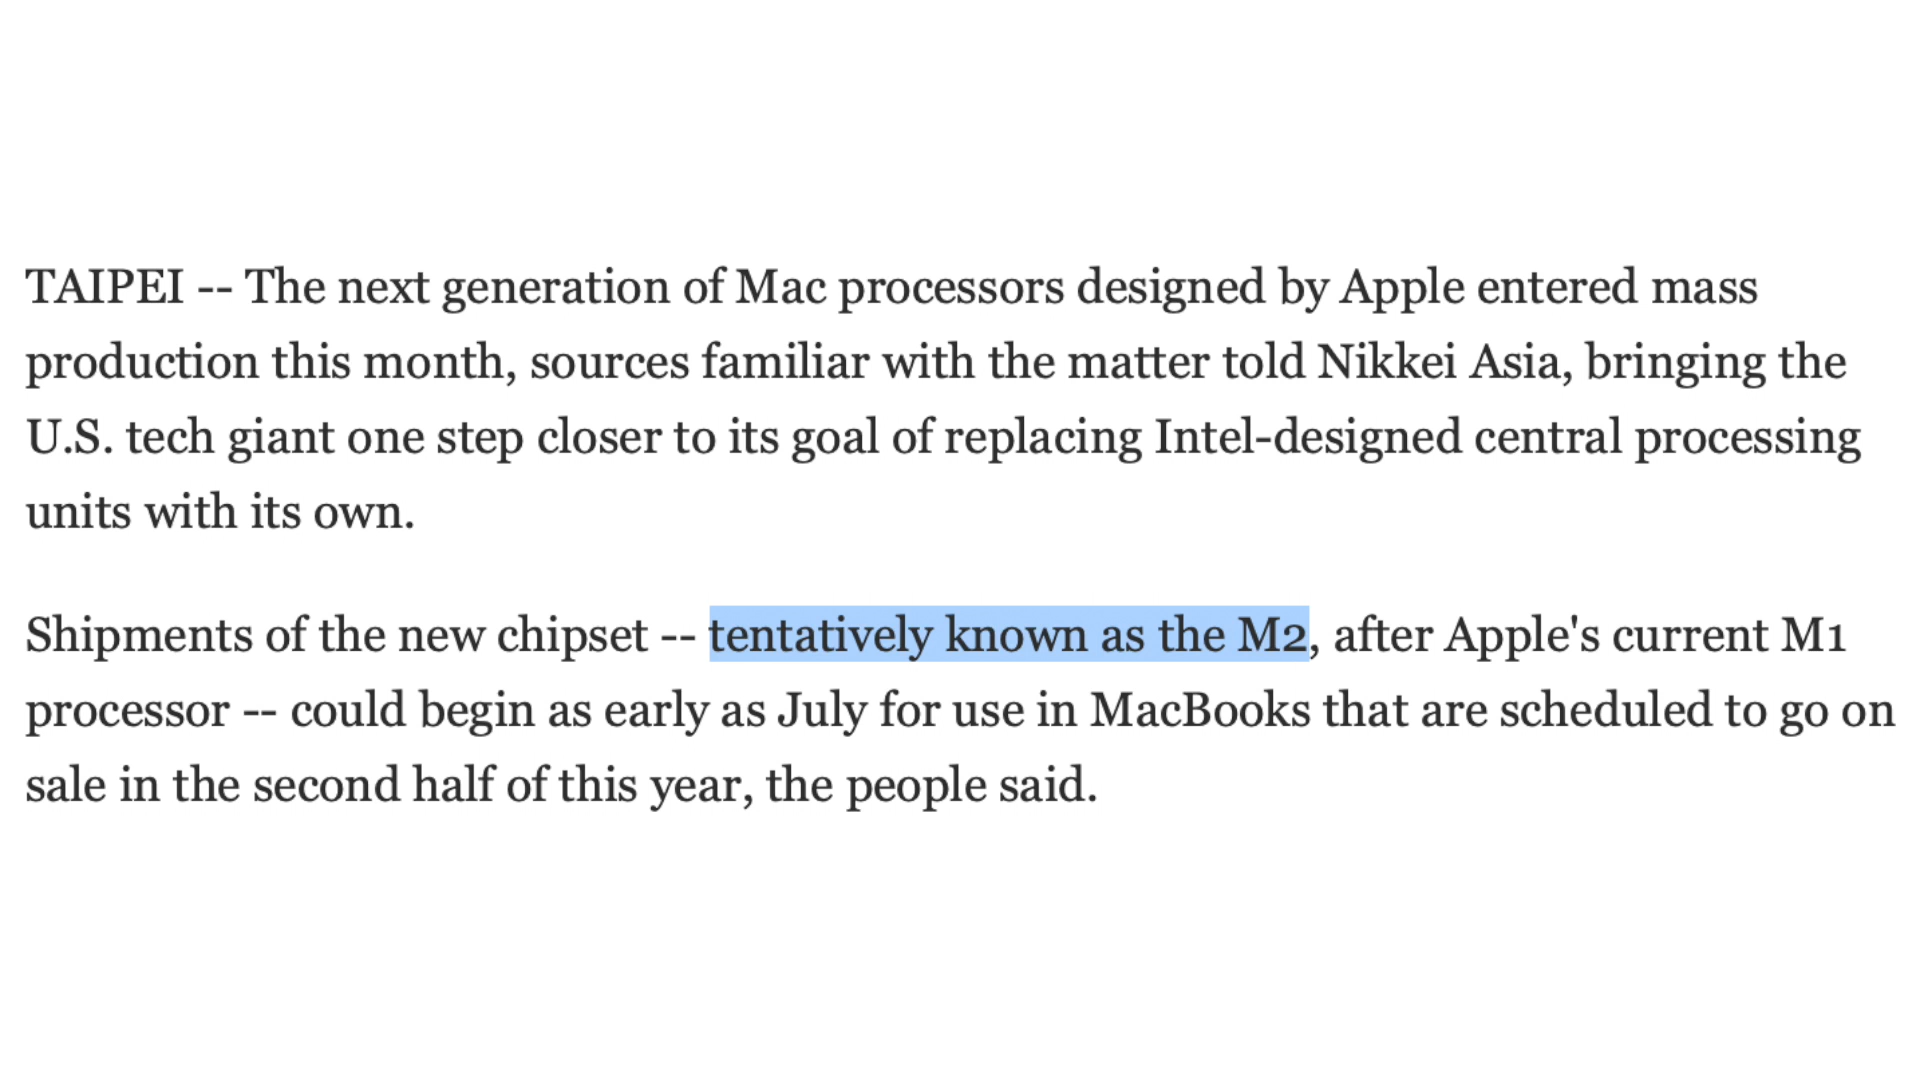 TAIPEI -- The next generation of Mac processors designed by Apple entered mass
production this month, sources familiar with the matter told Nikkei Asia, bringing the
U.S. tech giant one step closer to its goal of replacing Intel-designed central processing
units with its own.
Shipments of the new chipset -- tentatively known as the M2, after Apple's current M1
processor -- could begin as early as July for use in MacBooks that are scheduled to go on
sale in the second half of this year, the people said.